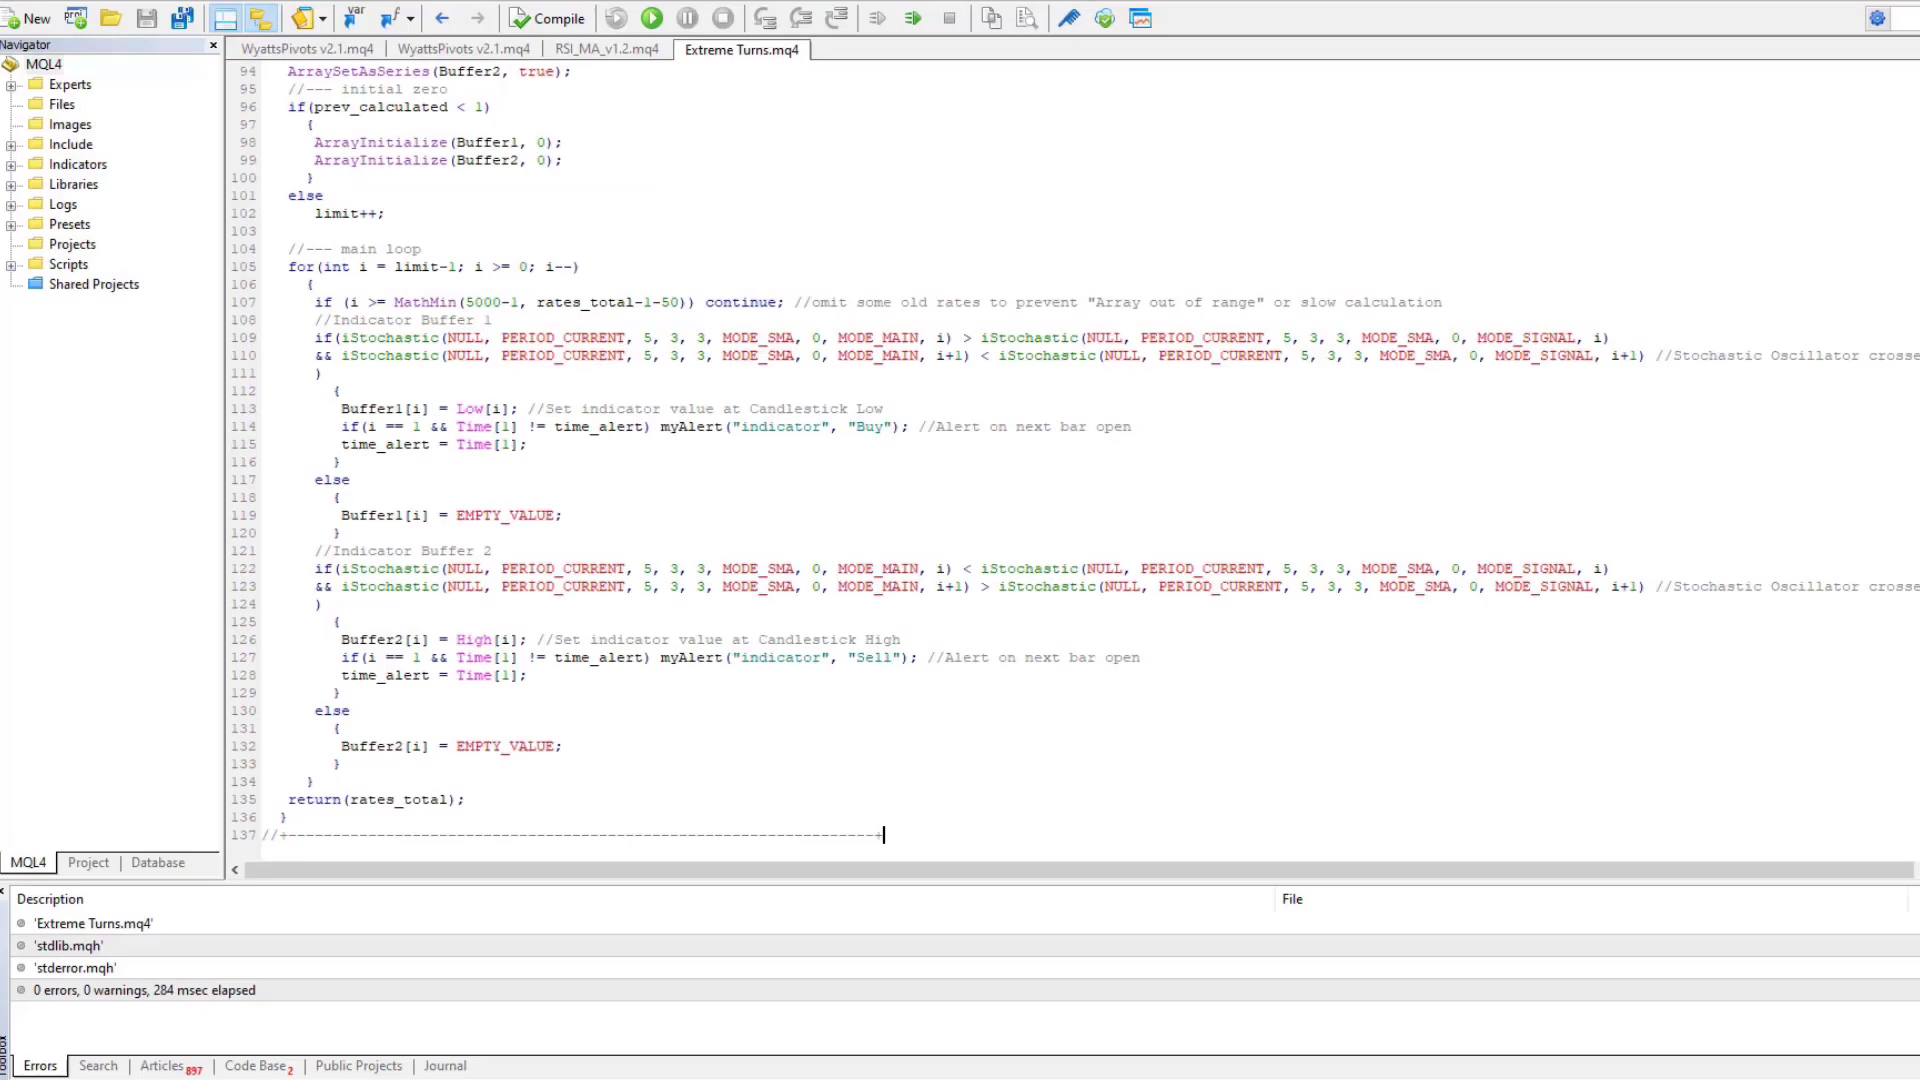 New
var
Compile
Navigator
WyattsPivots v2.1.mq4
WyattsPivots v2.1.mq4
RSI_MA_v1.2.mq4
Extreme Turns.mq4
MQL4
Experts
Files
Images
Include
Indicators
Libraries
Logs
Presets
Projects
Scripts
Shared Projects
94 ArraySetAsSeries(Buffer2, true);
95 //--- initial zero
96 if(prev_calculated < 1)
97 {
98 ArrayInitialize(Buffer1, 0);
99 ArrayInitialize(Buffer2, 0);
100 }
101 else
102 limit++;
103
104 //--- main loop
105 for(int i = limit-1; i >= 0; i--)
106 {
107 if (i >= MathMin(5000-1, rates_total-1-50)) continue; //omit some old rates to prevent "Array out of range" or slow calculation
108 //Indicator Buffer 1
109 if(iStochastic(NULL, PERIOD_CURRENT, 5, 3, 3, MODE_SMA, 0, MODE_MAIN, i) > iStochastic(NULL, PERIOD_CURRENT, 5, 3, 3, MODE_SMA, 0, MODE_SIGNAL, i)
110 && iStochastic(NULL, PERIOD_CURRENT, 5, 3, 3, MODE_SMA, 0, MODE_MAIN, i+1) < iStochastic(NULL, PERIOD_CURRENT, 5, 3, 3, MODE_SMA, 0, MODE_SIGNAL, i+1) //Stochastic Oscillator crosse
111 )
112 {
113 Buffer1[i] = Low[i]; //Set indicator value at Candlestick Low
114 if(i == 1 && Time[1] != time_alert) myAlert("indicator", "Buy"); //Alert on next bar open
115 time_alert = Time[1];
116 }
117 else
118 {
119 Buffer1[i] = EMPTY_VALUE;
120 }
121 //Indicator Buffer 2
122 if(iStochastic(NULL, PERIOD_CURRENT, 5, 3, 3, MODE_SMA, 0, MODE_MAIN, i) < iStochastic(NULL, PERIOD_CURRENT, 5, 3, 3, MODE_SMA, 0, MODE_SIGNAL, i)
123 && iStochastic(NULL, PERIOD_CURRENT, 5, 3, 3, MODE_SMA, 0, MODE_MAIN, i+1) > iStochastic(NULL, PERIOD_CURRENT, 5, 3, 3, MODE_SMA, 0, MODE_SIGNAL, i+1) //Stochastic Oscillator crosse
124 )
125 {
126 Buffer2[i] = High[i]; //Set indicator value at Candlestick High
127 if(i == 1 && Time[1] != time_alert) myAlert("indicator", "Sell"); //Alert on next bar open
128 time_alert = Time[1];
129 }
130 else
131 {
132 Buffer2[i] = EMPTY_VALUE;
133 }
134 }
135 return(rates_total);
136 }
137 //+------------------------------------------------------------------+
MQL4
Project
Database
Description
File
'Extreme Turns.mq4'
'stdlib.mqh'
'stderror.mqh'
0 errors, 0 warnings, 284 msec elapsed
Toolbox
Errors
Search
Articles 897
Code Base 2
Public Projects
Journal